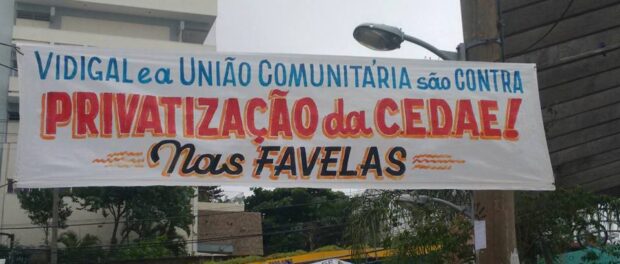 VIDIGAL e a UNIÃO COMUNITÁRIA são CONTRA
PRIVATIZAÇÃO da CEDAE!
Nas FAVELAS